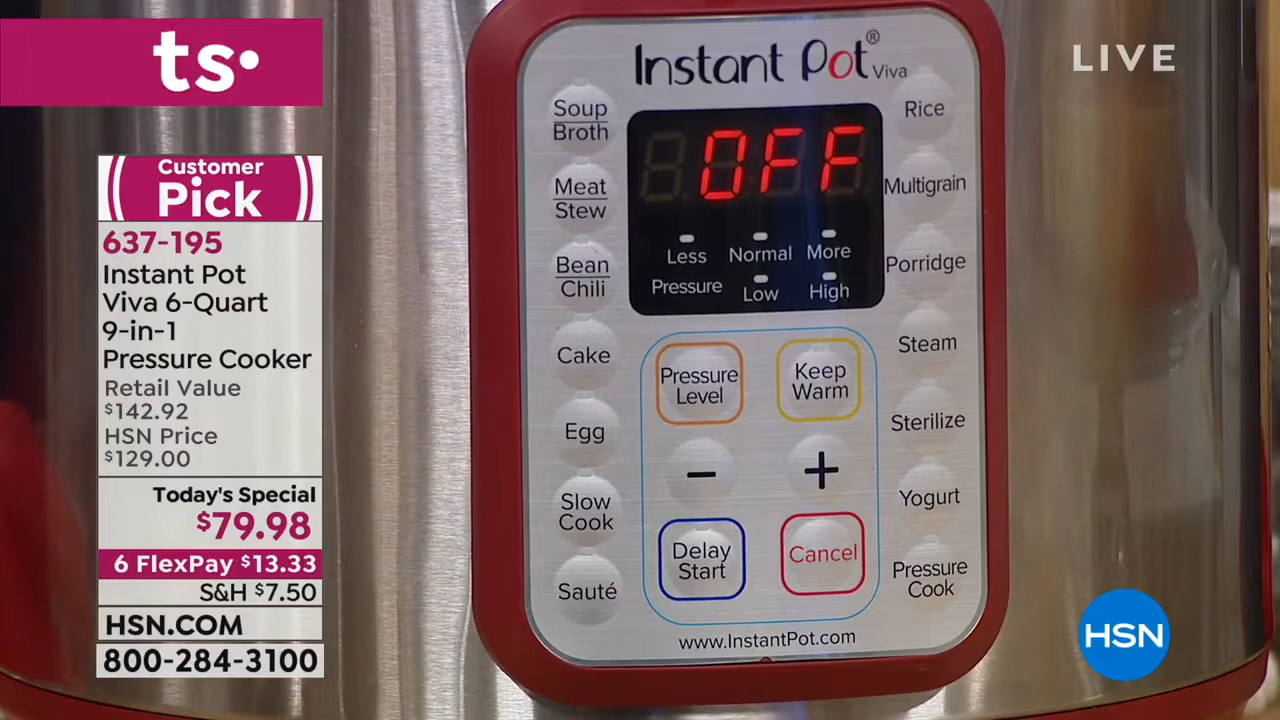 ts•
Customer
Pick
637-195
Instant Pot
Viva 6-Quart
9-in-1
Pressure Cooker
Retail Value
$142.92
HSN Price
$129.00
Today's Special
$79.98
6 FlexPay $13.33
S&H $7.50
HSN.COM
800-284-3100
LIVE
Instant Pot® Viva
Soup
Broth
Meat
Stew
Bean
Chili
Cake
Egg
Slow
Cook
Sauté
OFF
Less Normal More
Pressure Low High
Pressure
Level
Keep
Warm
- +
Delay
Start
Cancel
www.InstantPot.com
Rice
Multigrain
Porridge
Steam
Sterilize
Yogurt
Pressure
Cook
HSN